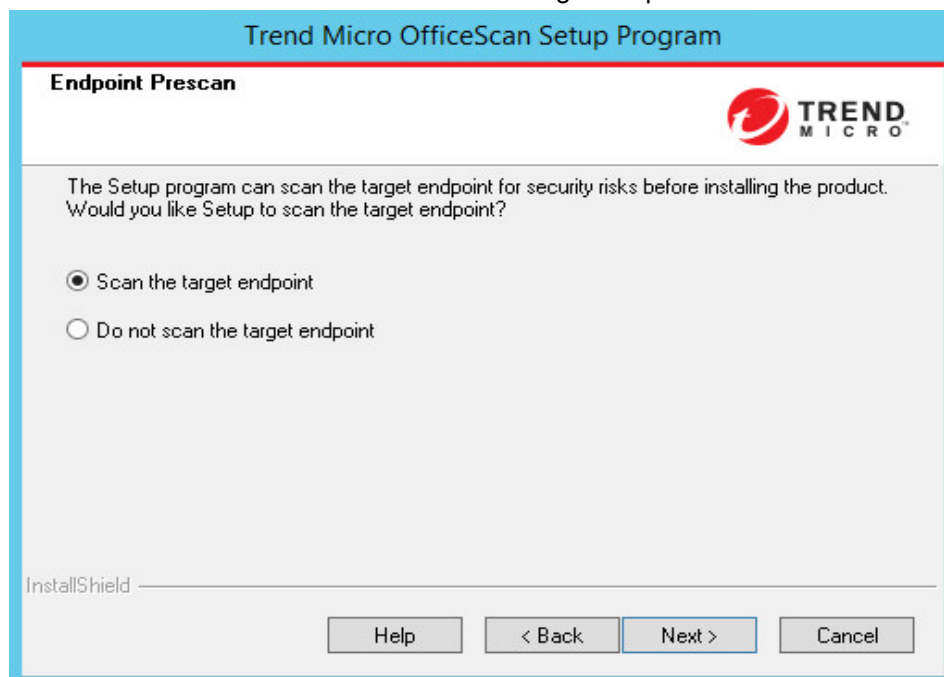 Trend Micro OfficeScan Setup Program
Endpoint Prescan
TREND
MICRO™
The Setup program can scan the target endpoint for security risks before installing the product.
Would you like Setup to scan the target endpoint?
Scan the target endpoint
Do not scan the target endpoint
InstallShield
Help
< Back
Next >
Cancel